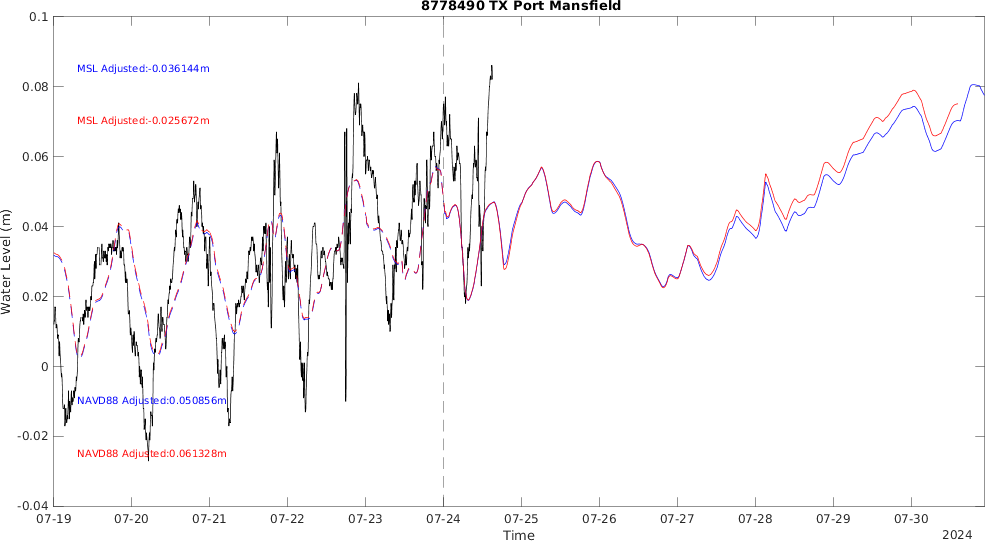 8778490 TX Port Mansfield
0.1
0.08
0.06
0.04
0.02
0
-0.02
-0.04
Water Level (m)
MSL Adjusted:-0.036144m
MSL Adjusted:-0.025672m
NAVD88 Adjusted:0.050856m
NAVD88 Adjusted:0.061328m
07-19 07-20 07-21 07-22 07-23 07-24 07-25 07-26 07-27 07-28 07-29 07-30
Time
2024